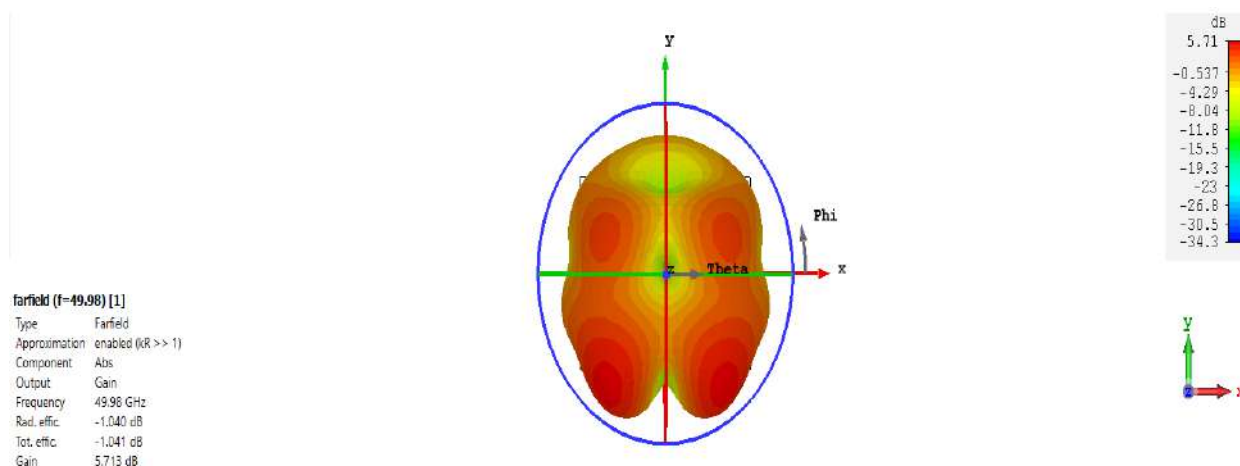 dB
5.71
-0.537
-4.29
-8.04
-11.8
-15.5
-19.3
-23
-26.8
-30.5
-34.3
Y
Phi
z Theta x
farfield (f=49.98) [1]
Type Farfield
Approximation enabled (kR >> 1)
Component Abs
Output Gain
Frequency 49.98 GHz
Rad. effic. -1.040 dB
Tot. effic. -1.041 dB
Gain 5.713 dB
y
z x